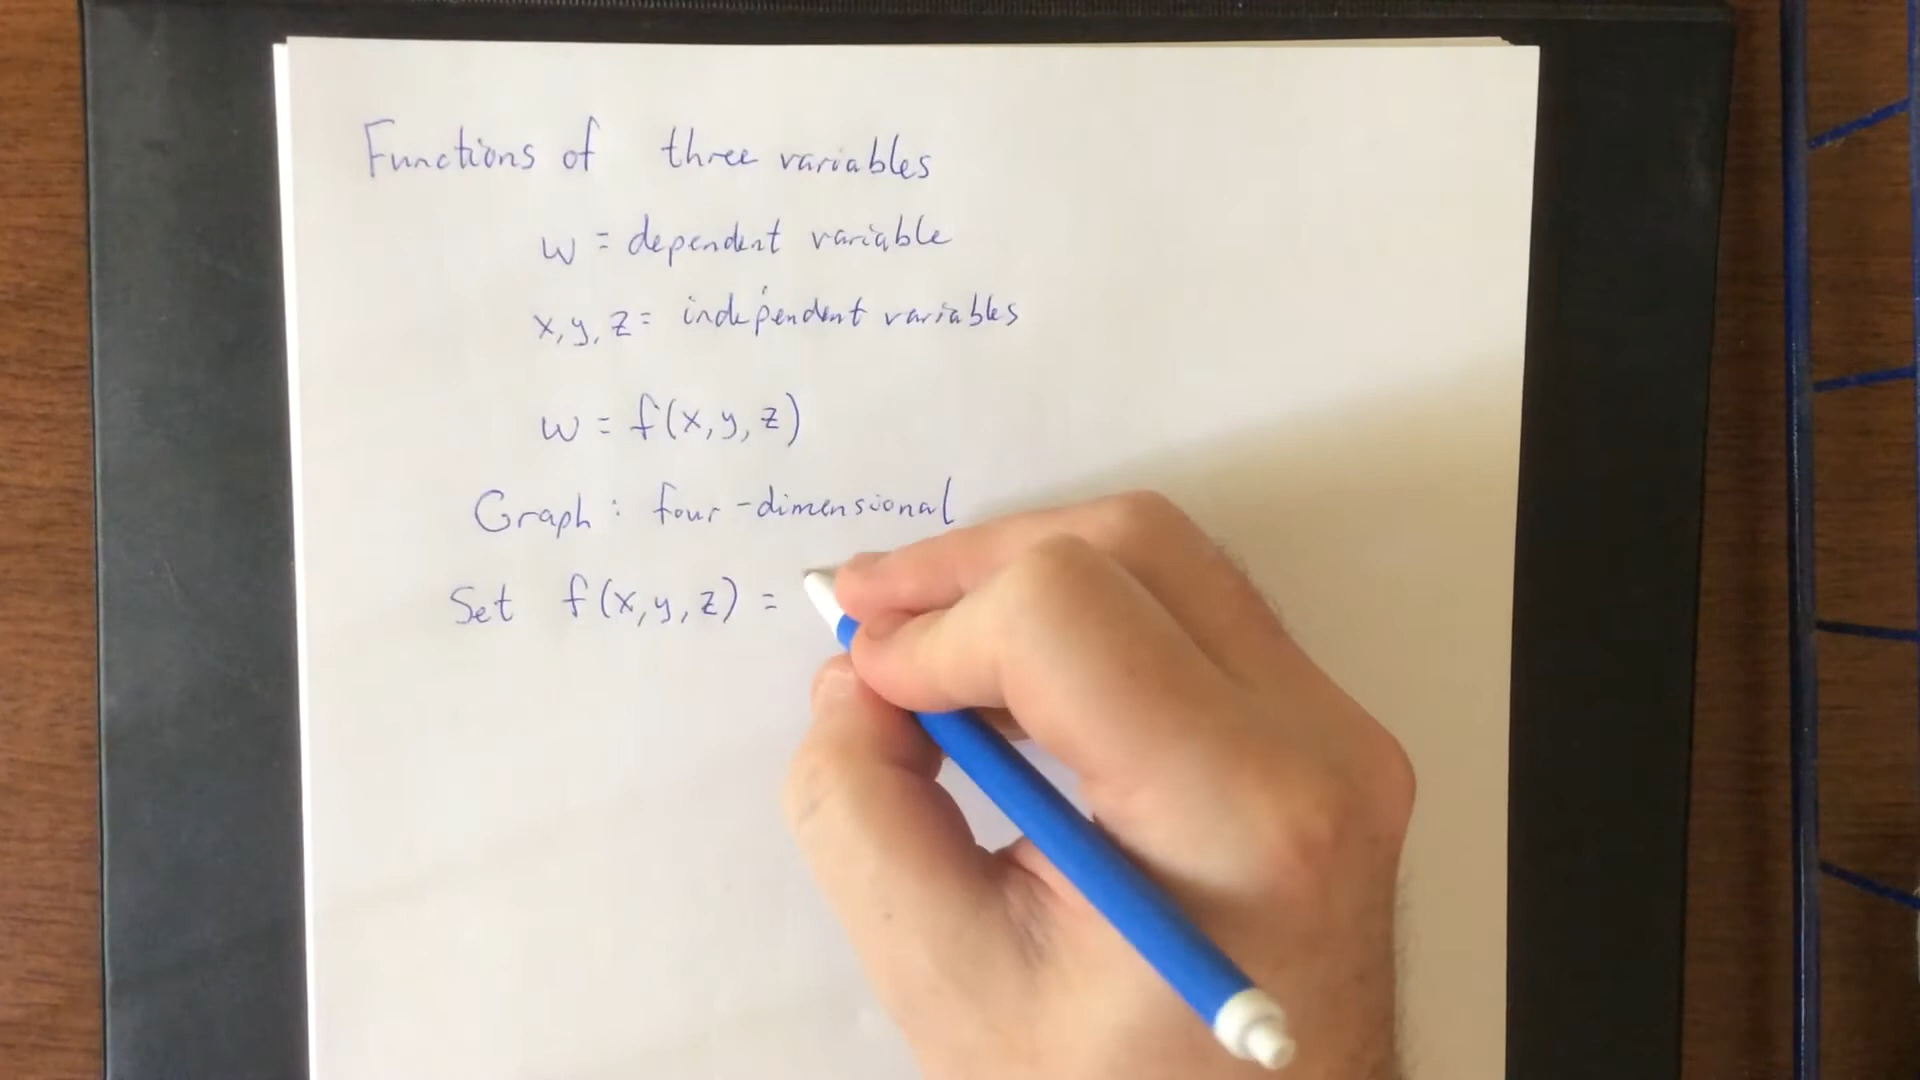 Functions of three variables
w = dependent variable
x, y, z = independent variables
w = f(x, y, z)
Graph: four-dimensional
Set f(x, y, z) =